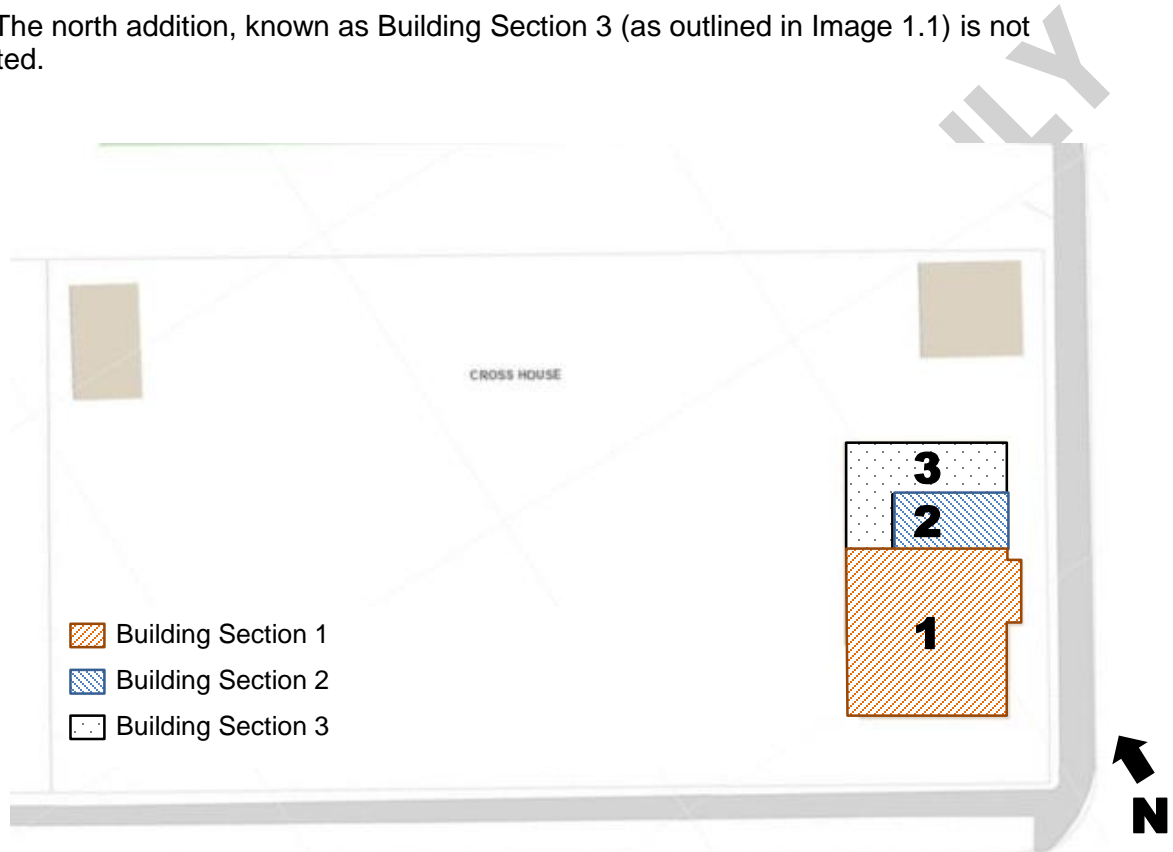 The north addition, known as Building Section 3 (as outlined in Image 1.1) is not
ted.
LY
CROSS HOUSE
3
2
1
Building Section 1
Building Section 2
Building Section 3
N